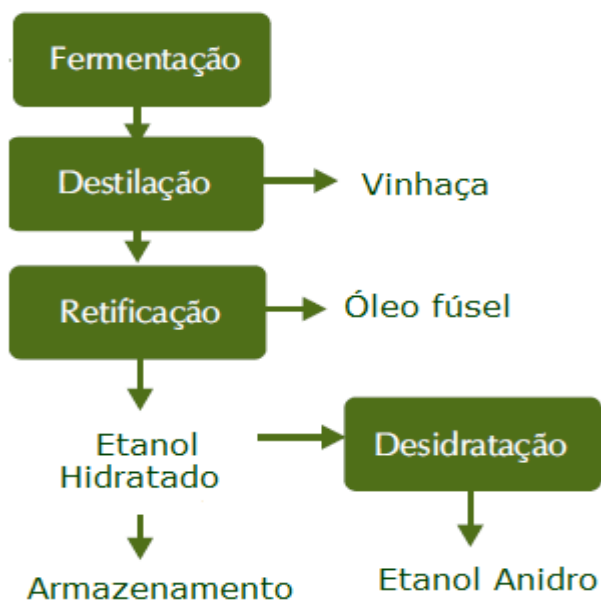 Fermentação
Destilação
Vinhaça
Retificação
Óleo fúsel
Etanol
Hidratado
Desidratação
Armazenamento
Etanol Anidro